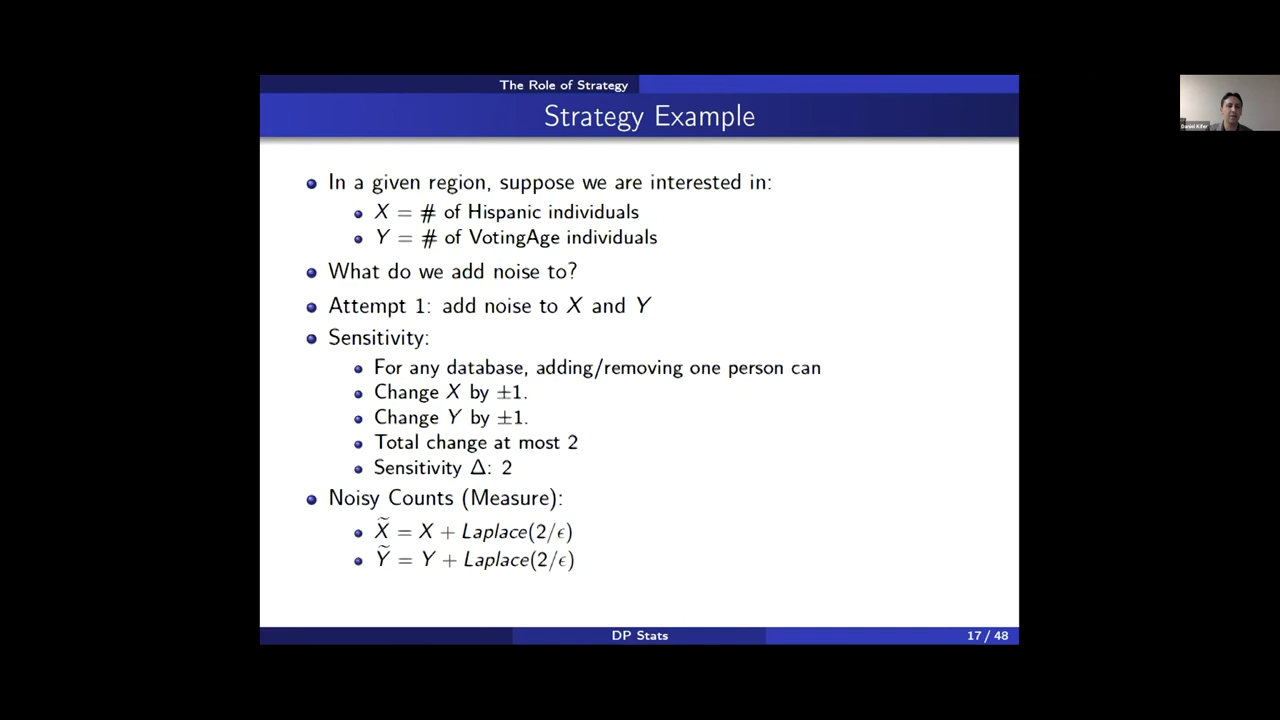 The Role of Strategy
Strategy Example
In a given region, suppose we are interested in:
X = # of Hispanic individuals
Y = # of VotingAge individuals
What do we add noise to?
Attempt 1: add noise to X and Y
Sensitivity:
For any database, adding/removing one person can
Change X by ±1.
Change Y by ±1.
Total change at most 2
Sensitivity Δ: 2
Noisy Counts (Measure):
X̃ = X + Laplace(2/ϵ)
Ỹ = Y + Laplace(2/ϵ)
DP Stats
17 / 48
Daniel Kifer